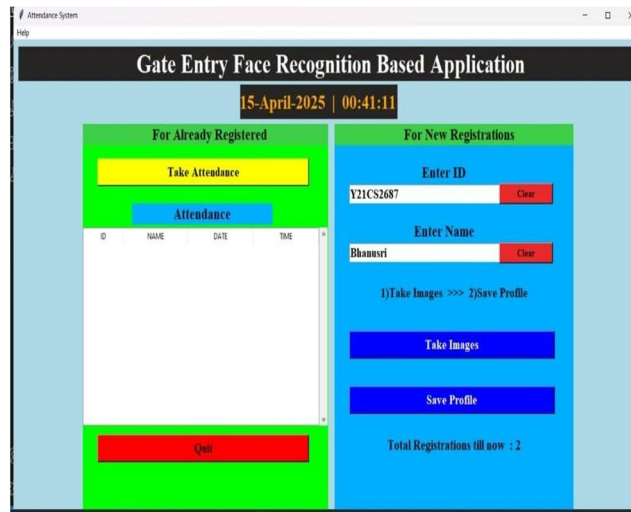 Attendance System
Help
Gate Entry Face Recognition Based Application
15-April-2025 | 00:41:11
For Already Registered
Take Attendance
Attendance
ID NAME DATE TIME
Quit
For New Registrations
Enter ID
Y21CS2687 Clear
Enter Name
Bhanusri Clear
1)Take Images >>> 2)Save Profile
Take Images
Save Profile
Total Registrations till now : 2